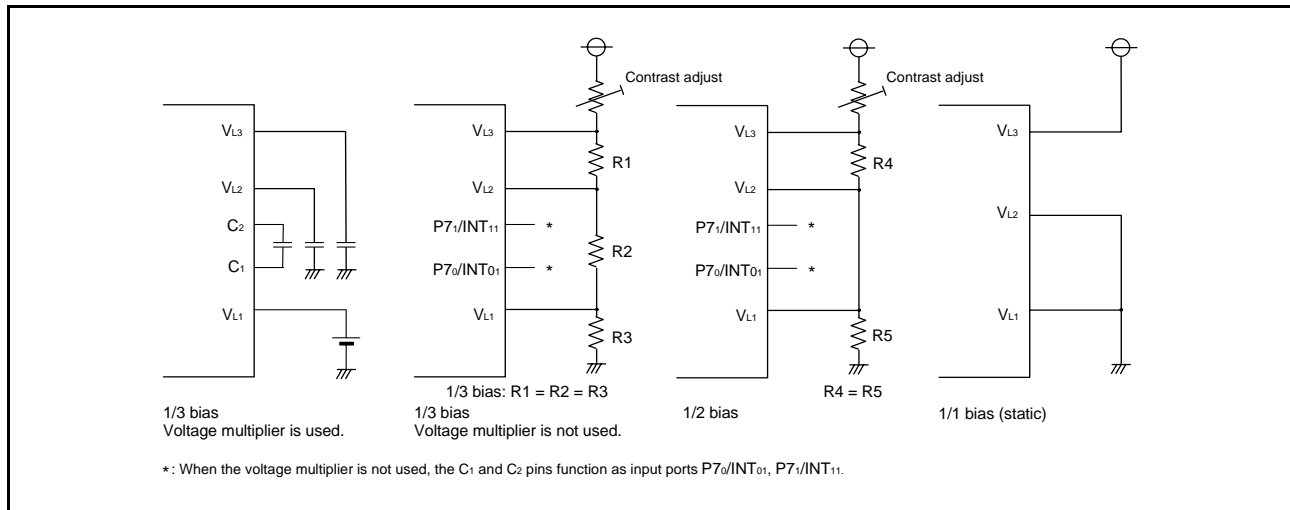 VL3
VL2
C2
C1
VL1
1/3 bias
Voltage multiplier is used.
Contrast adjust
VL3
R1
VL2
P71/INT11
*
R2
P70/INT01
*
VL1
R3
1/3 bias: R1 = R2 = R3
1/3 bias
Voltage multiplier is not used.
Contrast adjust
VL3
R4
VL2
P71/INT11
*
P70/INT01
*
VL1
R5
R4 = R5
1/2 bias
VL3
VL2
VL1
1/1 bias (static)
*: When the voltage multiplier is not used, the C1 and C2 pins function as input ports P70/INT01, P71/INT11.